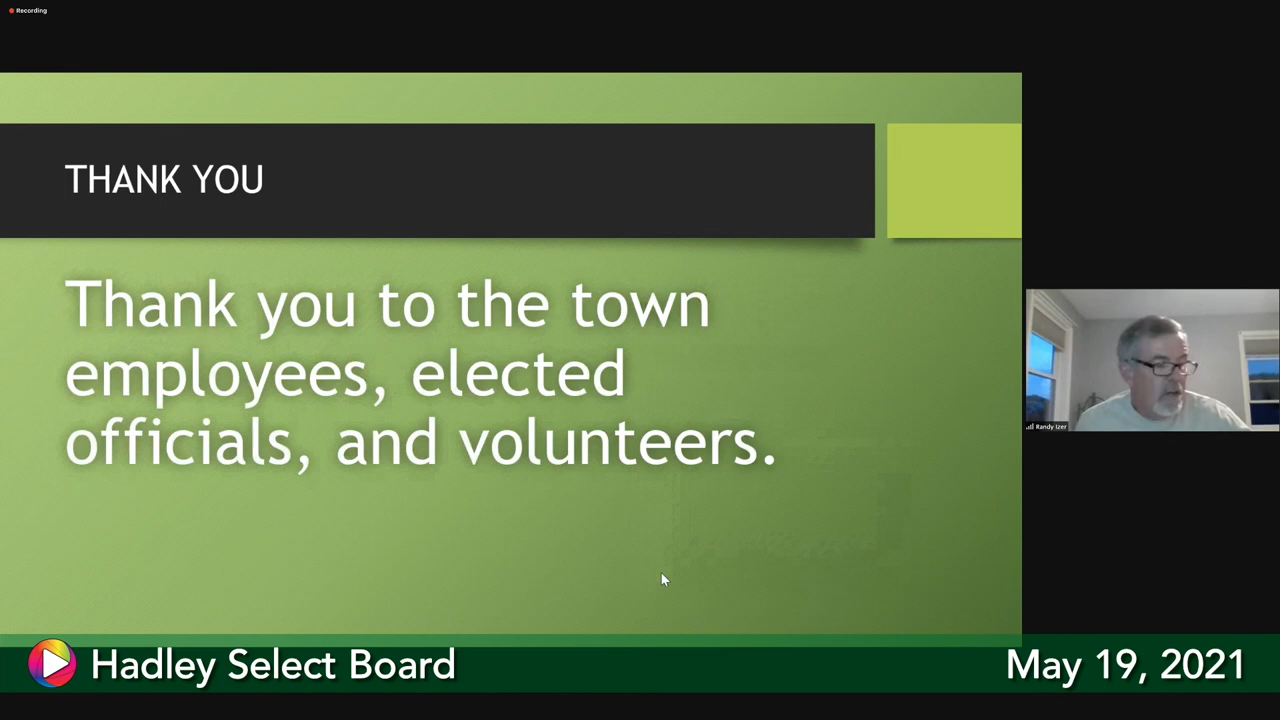 Recording
THANK YOU
Thank you to the town
employees, elected
officials, and volunteers.
Randy Izer
Hadley Select Board
May 19, 2021